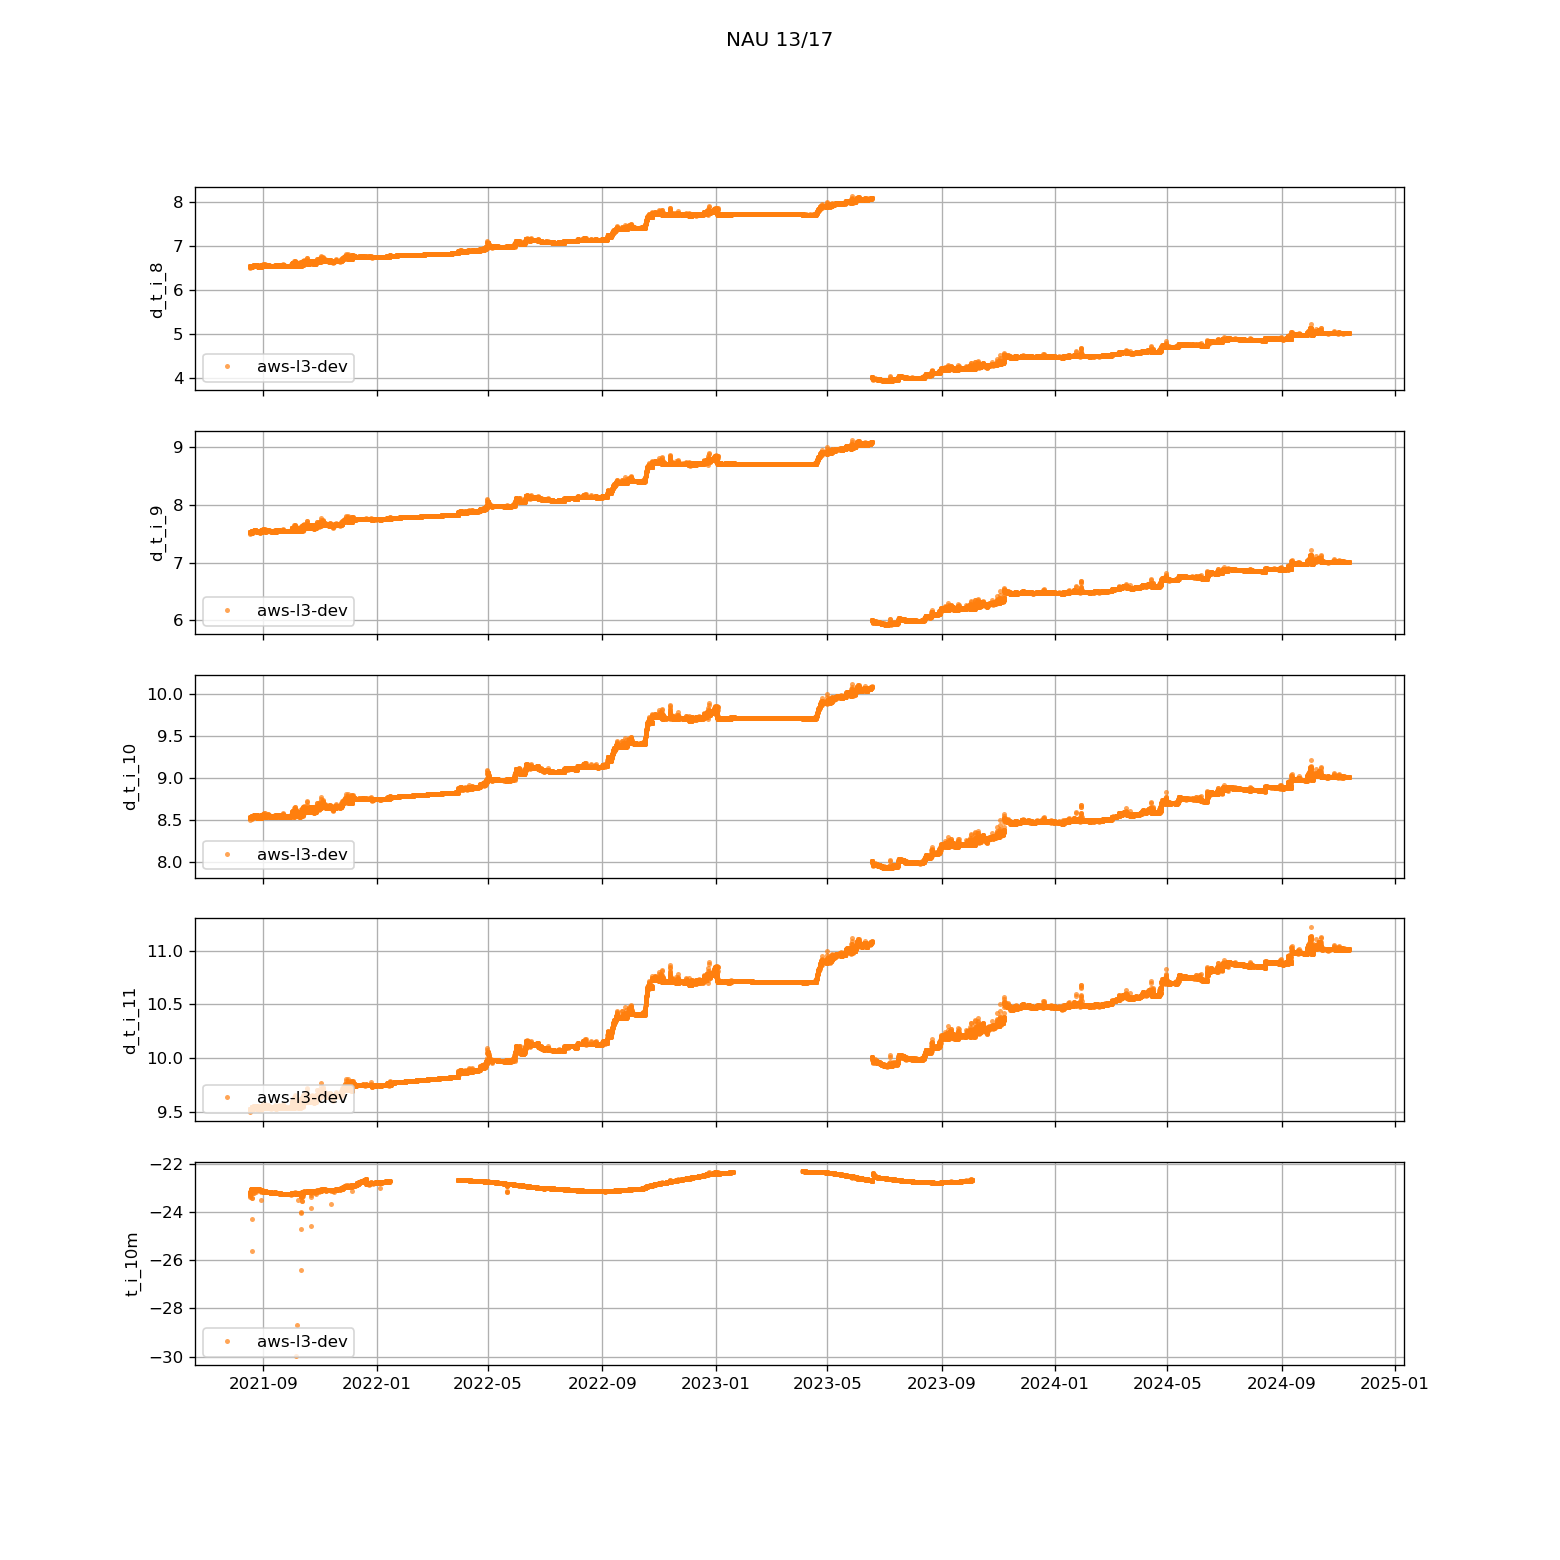 NAU 13/17
8
7
6
5
4
d_t_i_8
aws-l3-dev
9
8
7
6
d_t_i_9
aws-l3-dev
10.0
9.5
9.0
8.5
8.0
d_t_i_10
aws-l3-dev
11.0
10.5
10.0
9.5
d_t_i_11
aws-l3-dev
−22
−24
−26
−28
−30
t_i_10m
aws-l3-dev
2021-09 2022-01 2022-05 2022-09 2023-01 2023-05 2023-09 2024-01 2024-05 2024-09 2025-01